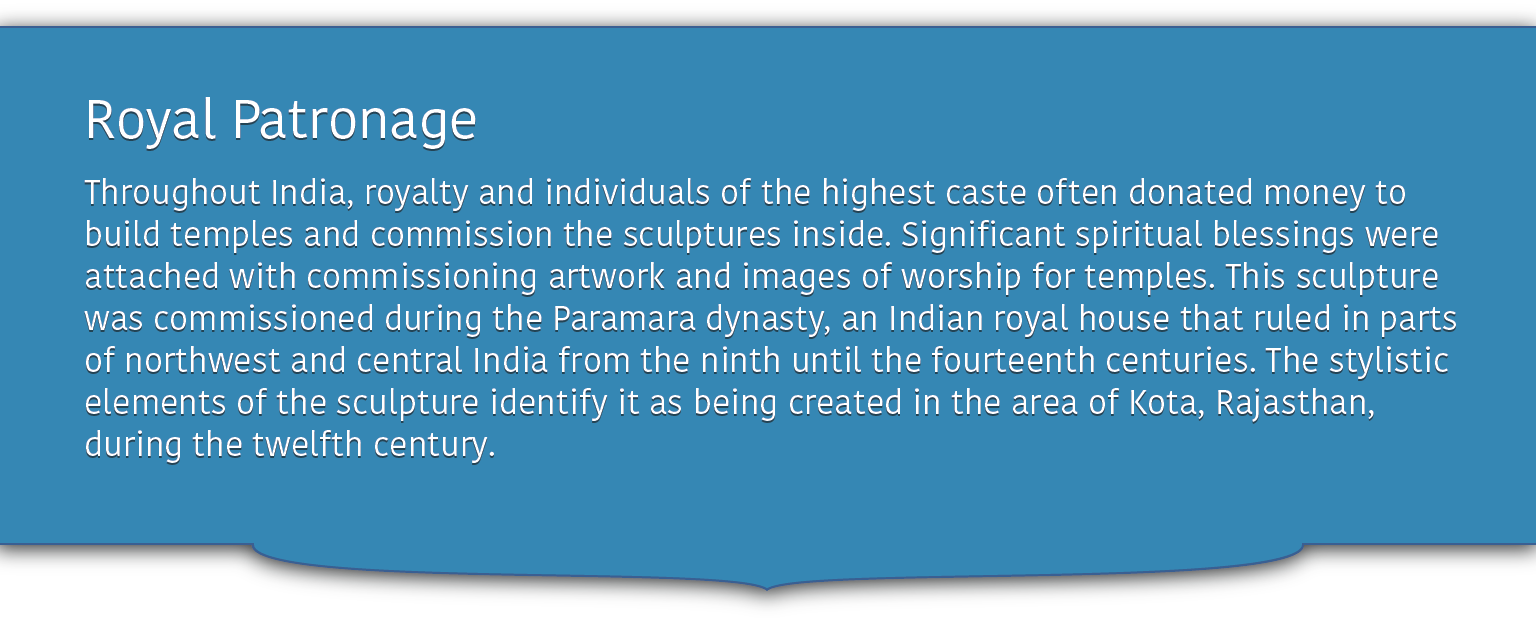 Royal Patronage
Throughout India, royalty and individuals of the highest caste often donated money to
build temples and commission the sculptures inside. Significant spiritual blessings were
attached with commissioning artwork and images of worship for temples. This sculpture
was commissioned during the Paramara dynasty, an Indian royal house that ruled in parts
of northwest and central India from the ninth until the fourteenth centuries. The stylistic
elements of the sculpture identify it as being created in the area of Kota, Rajasthan,
during the twelfth century.